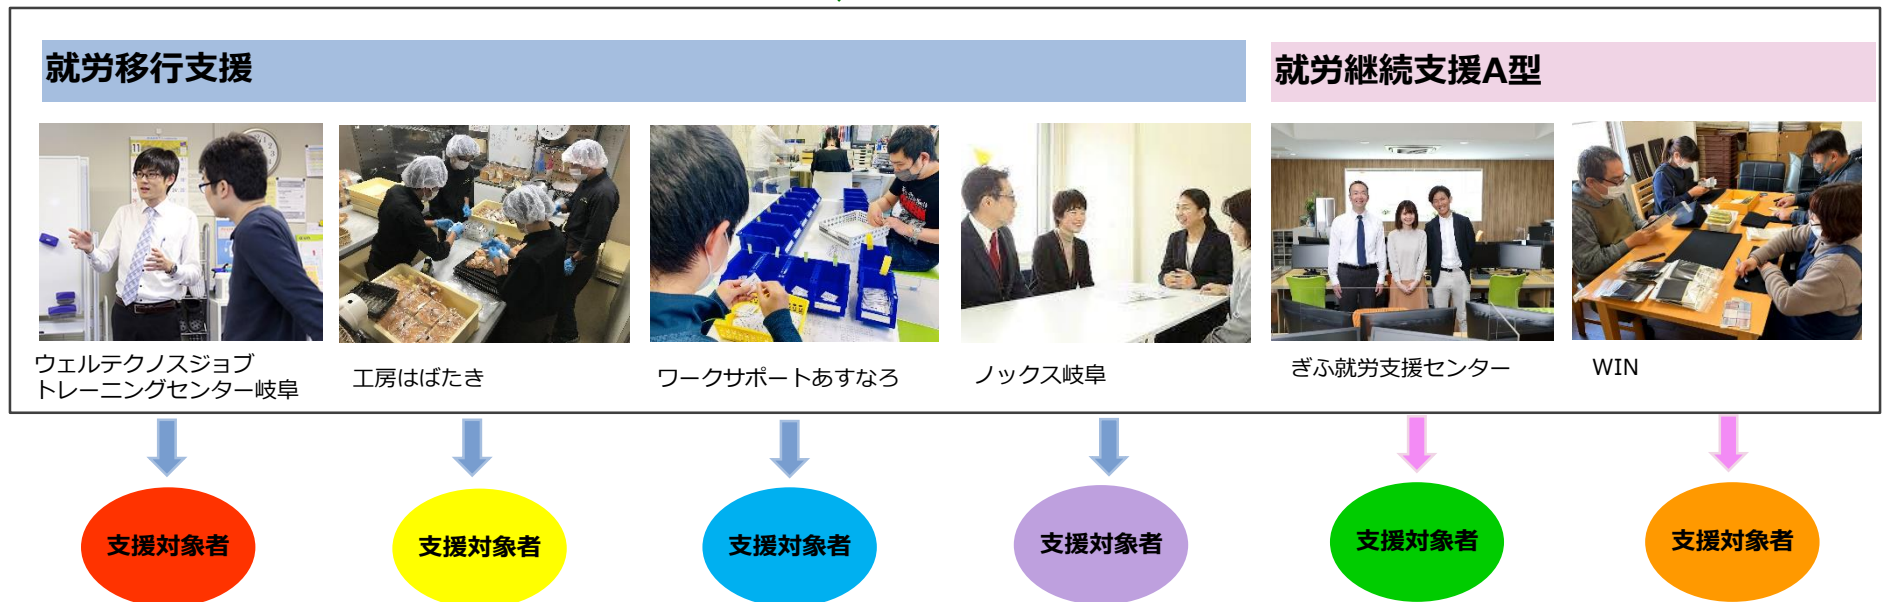 就労移行支援
就労継続支援A型
11
ウェルテクノスジョブ
トレーニングセンター岐阜
工房はばたき
ワークサポートあすなろ
ノックス岐阜
ぎふ就労支援センター
WIN
支援対象者
支援対象者
支援対象者
支援対象者
支援対象者
支援対象者